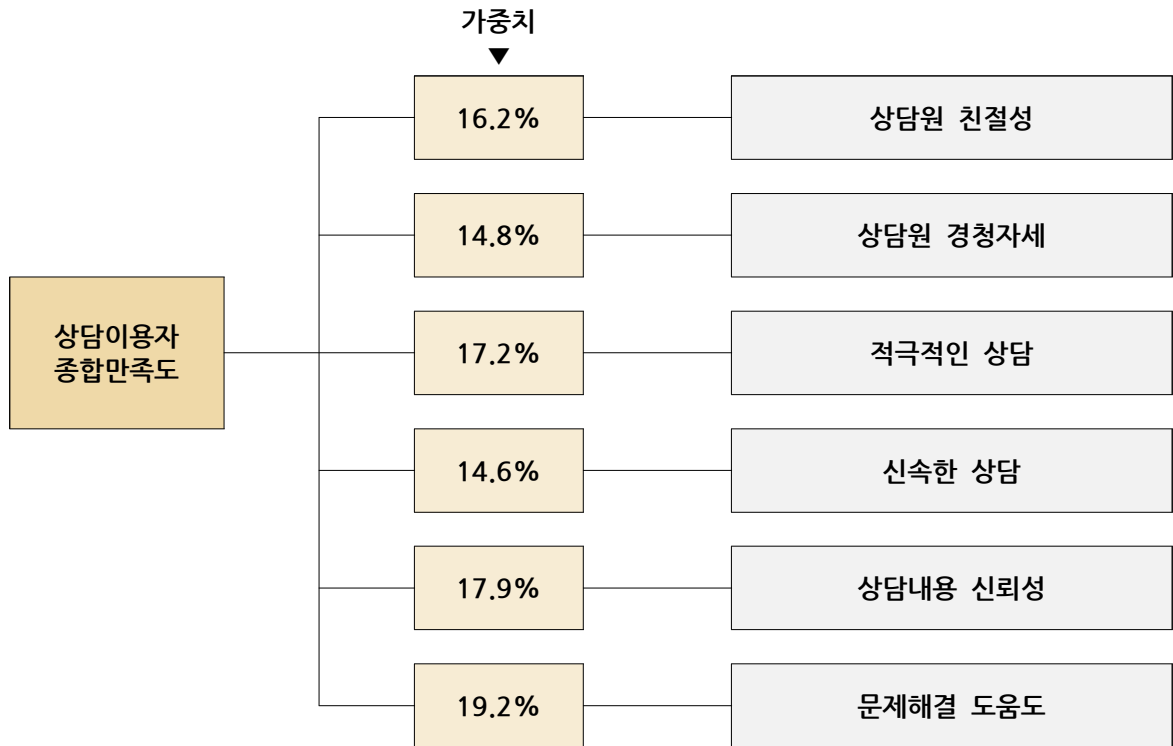 가중치
▼
16.2%
상담원 친절성
14.8%
상담원 경청자세
상담이용자
종합만족도
17.2%
적극적인 상담
14.6%
신속한 상담
17.9%
상담내용 신뢰성
19.2%
문제해결 도움도